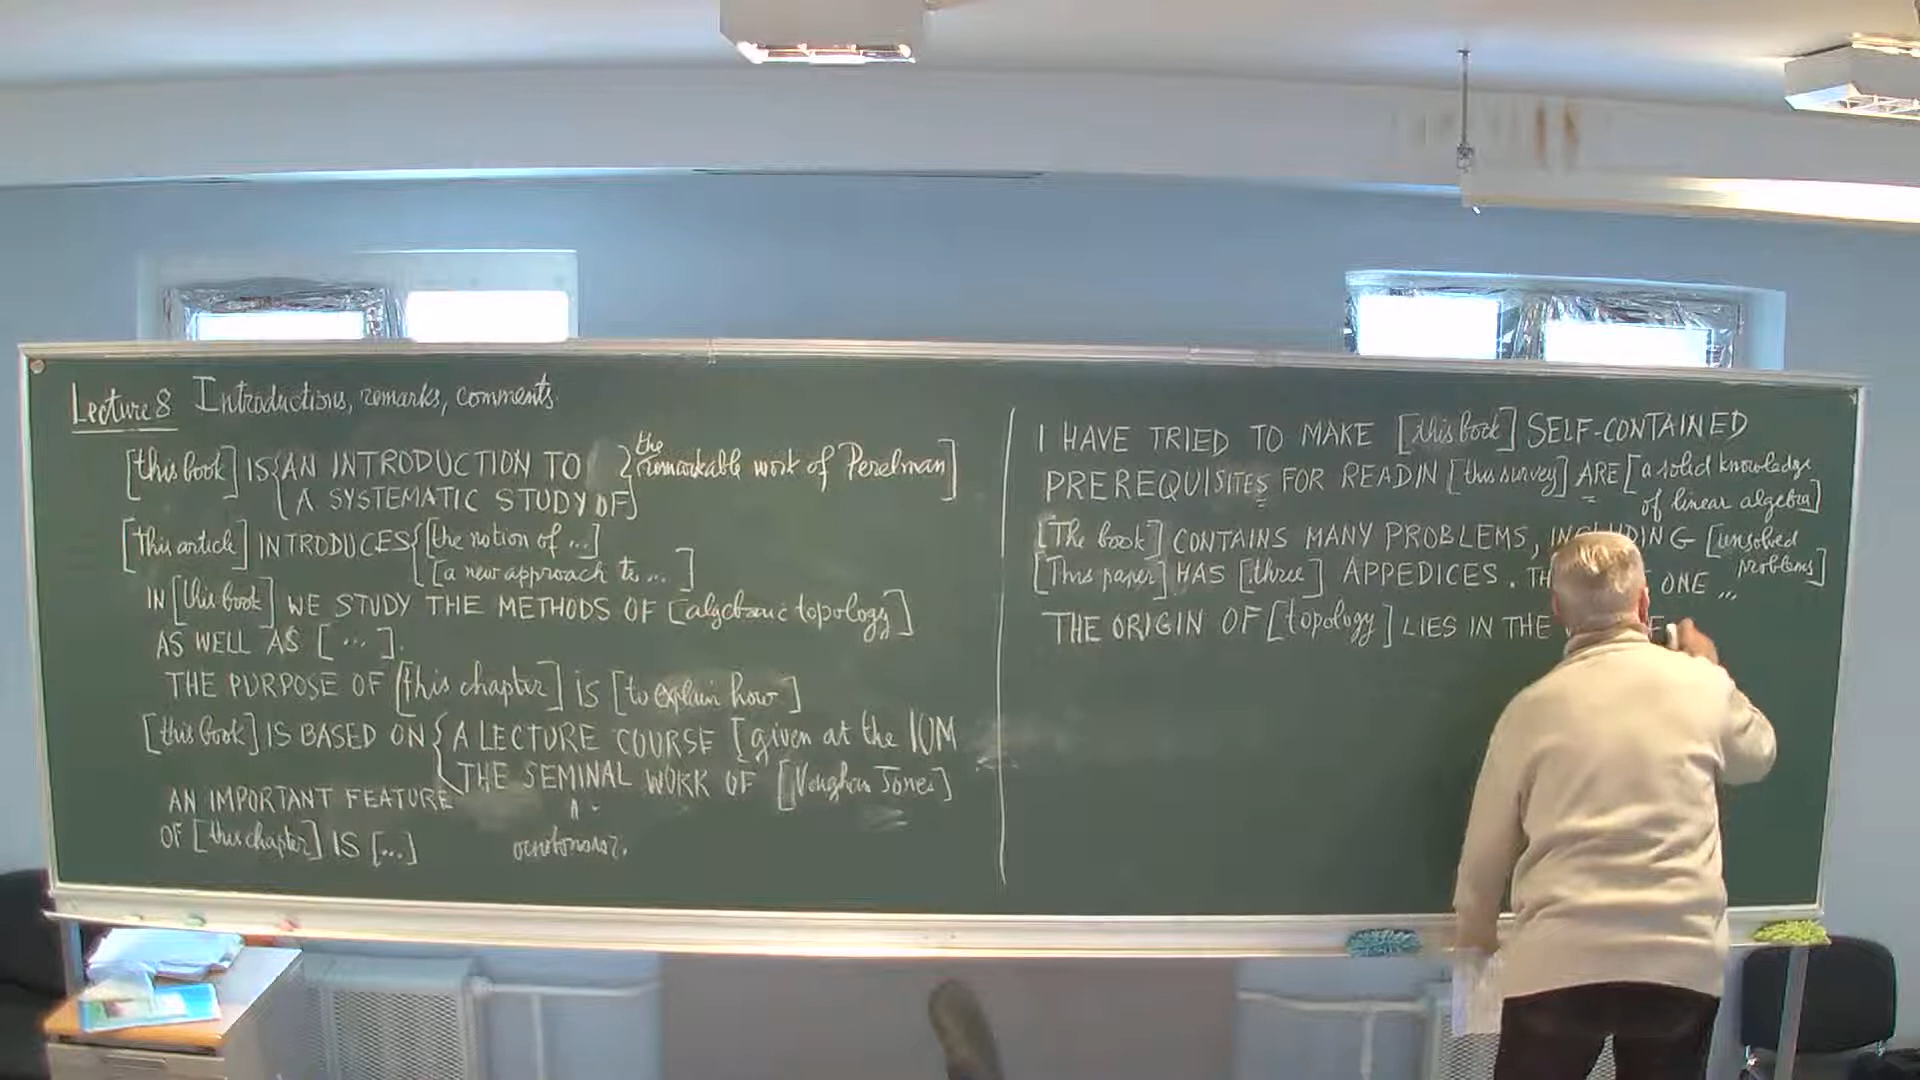 Lecture 8 Introductions, remarks, comments.
[this book] IS { AN INTRODUCTION TO } the remarkable work of Perelman]
{ A SYSTEMATIC STUDY OF }
[This article] INTRODUCES { [the notion of ...]
[a new approach to ... ]
IN [this book] WE STUDY THE METHODS OF [algebraic topology]
AS WELL AS [ ... ].
THE PURPOSE OF [this chapter] IS [to explain how]
[this book] IS BASED ON { A LECTURE COURSE [given at the IUM
THE SEMINAL WORK OF [Vaughan Jones]
AN IMPORTANT FEATURE
OF [this chapter] IS [...]
I HAVE TRIED TO MAKE [this book] SELF-CONTAINED
PREREQUISITES FOR READIN [this survey] ARE [a solid knowledge
of linear algebra]
[The book] CONTAINS MANY PROBLEMS, INCLUDING [unsolved
problems]
[This paper] HAS [three] APPEDICES. ONE ...
THE ORIGIN OF [topology] LIES IN THE